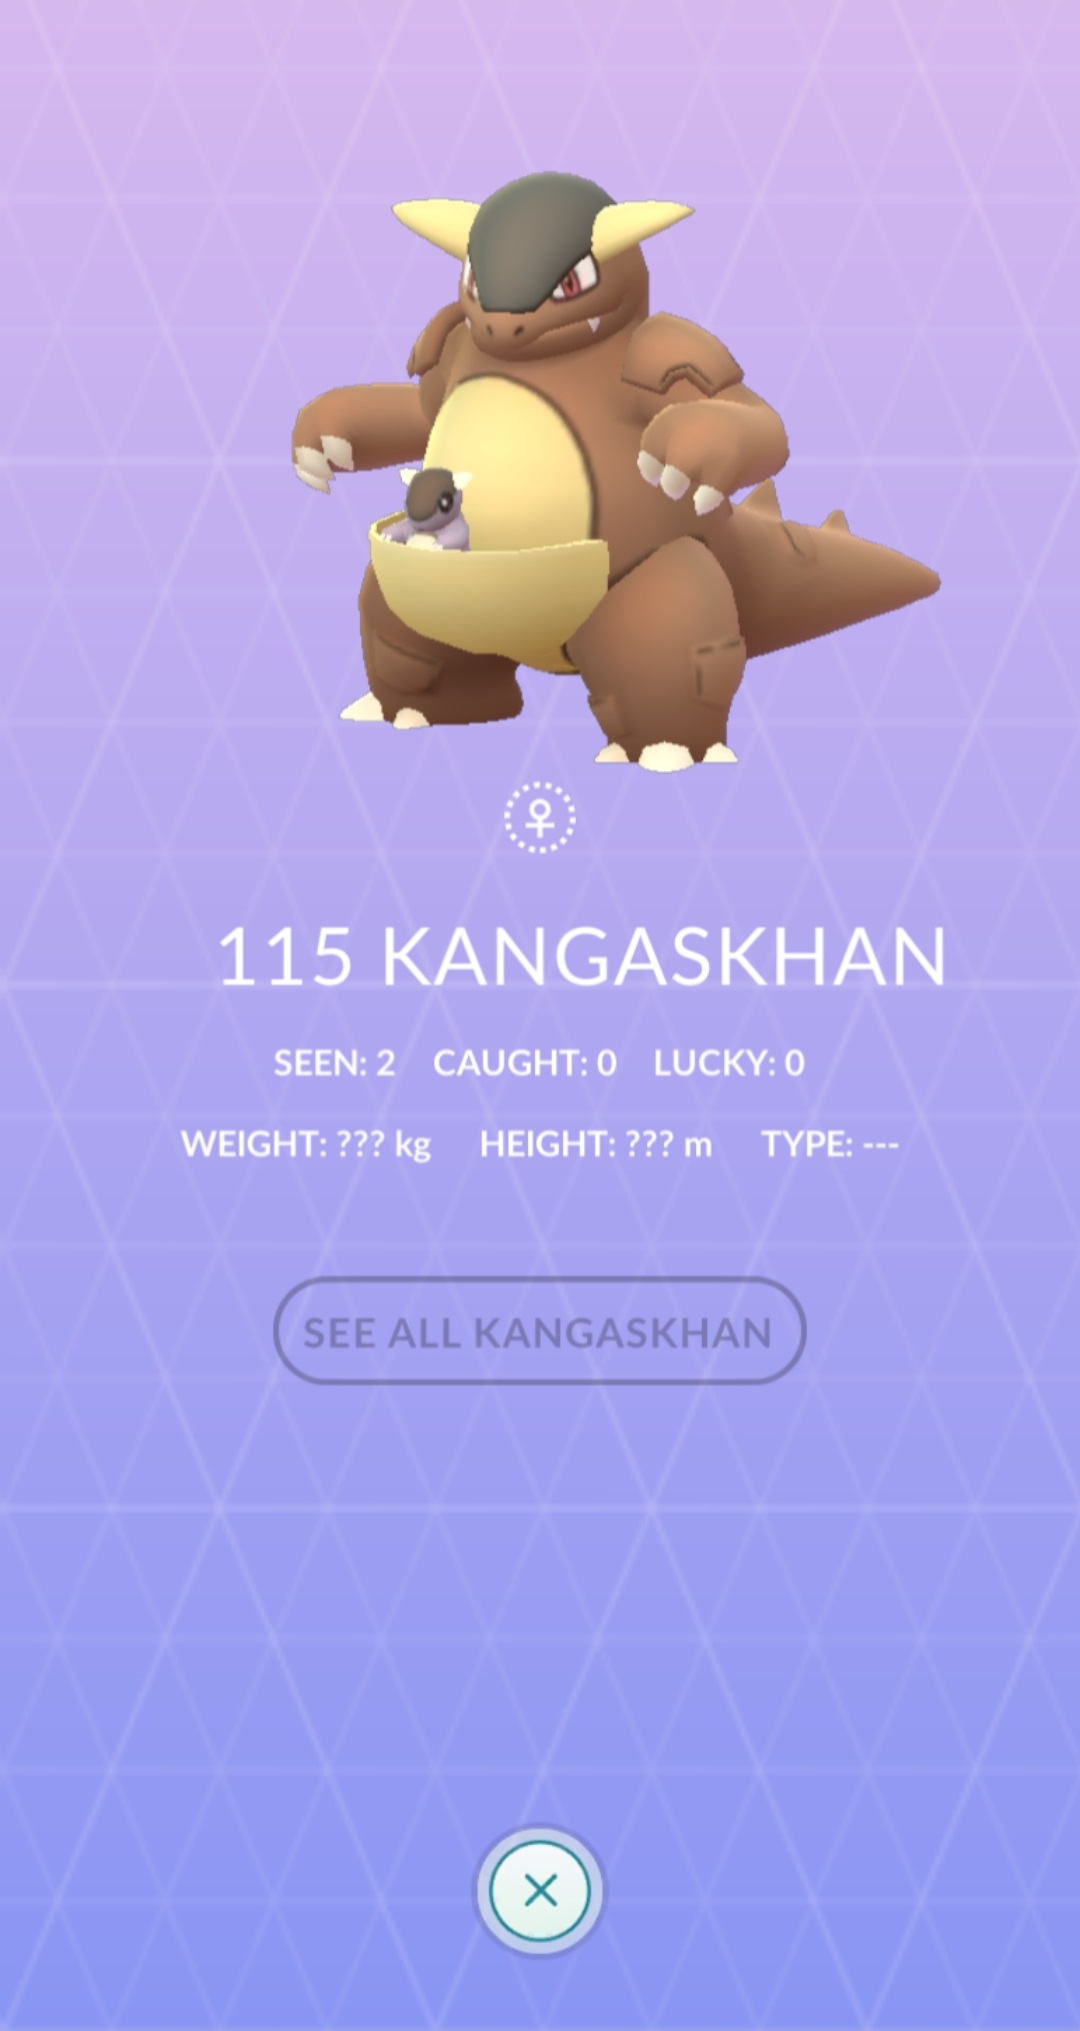 115 KANGASKHAN
SEEN: 2 CAUGHT: 0 LUCKY: 0
WEIGHT: ??? kg HEIGHT: ??? m TYPE: ---
SEE ALL KANGASKHAN